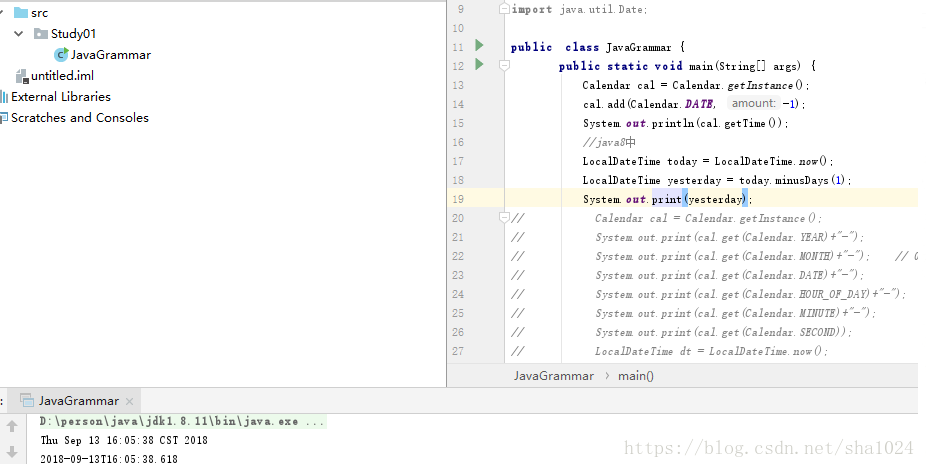 src
Study01
JavaGrammar
untitled.iml
External Libraries
Scratches and Consoles
9 import java.util.Date;
10
11 public class JavaGrammar {
12 public static void main(String[] args) {
13 Calendar cal = Calendar.getInstance();
14 cal.add(Calendar.DATE, amount: -1);
15 System.out.println(cal.getTime());
16 //java8中
17 LocalDateTime today = LocalDateTime.now();
18 LocalDateTime yesterday = today.minusDays(1);
19 System.out.print(yesterday);
20 // Calendar cal = Calendar.getInstance();
21 // System.out.print(cal.get(Calendar.YEAR)+"-");
22 // System.out.print(cal.get(Calendar.MONTH)+"-"); //
23 // System.out.print(cal.get(Calendar.DATE)+"-");
24 // System.out.print(cal.get(Calendar.HOUR_OF_DAY)+"-");
25 // System.out.print(cal.get(Calendar.MINUTE)+"-");
26 // System.out.print(cal.get(Calendar.SECOND));
27 // LocalDateTime dt = LocalDateTime.now();
JavaGrammar > main()
: JavaGrammar ×
D:\person\java\jdk1.8.11\bin\java.exe ...
Thu Sep 13 16:05:38 CST 2018
2018-09-13T16:05:38.618
https://blog.csdn.net/sha1024